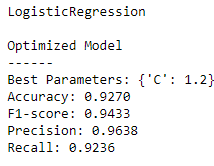 LogisticRegression
Optimized Model
------
Best Parameters: {'C': 1.2}
Accuracy: 0.9270
F1-score: 0.9433
Precision: 0.9638
Recall: 0.9236